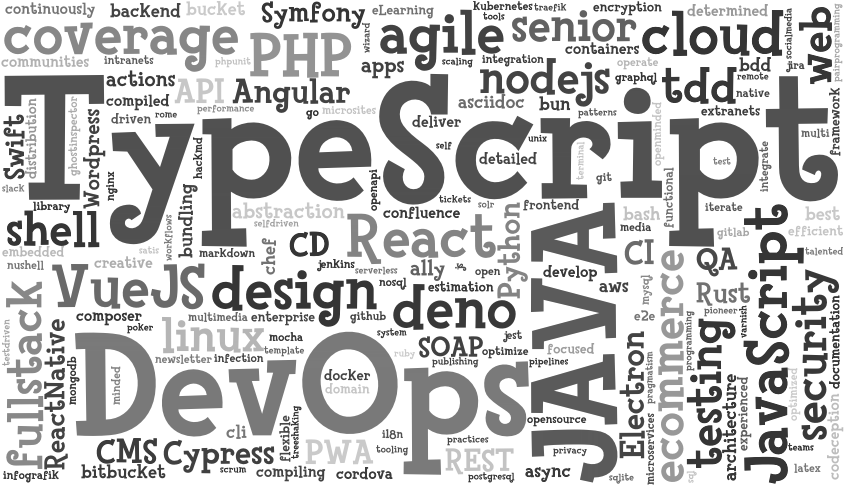 continuously
backend
bucket
Symfony
eLearning
Kubernetes
traefik
encryption
determined
socialmedia
Web
pairprogramming
coverage
PHP
wizard
agile
tools
senior
containers
cloud
communities
intranets
phpunit
apps
scaling
integration
operate
bdd
jira
actions
API
Angular
nodejs
graphql
tdd
remote
native
compiled
performance
microsites
asciidoc
bun
patterns
extranets
framework
Swift
distribution
ghostinspector
Wordpress
driven
rome
go
deliver
multi
TypeScript
hackmd
self
unix
detailed
terminal
openminded
test
integrate
slack
nginx
bundling
openapi
git
functional
library
tickets
solr
iterate
shell
abstraction
selfdriven
confluence
frontend
bash
media
gitlab
best
efficient
embedded
satis
workflows
markdown
chef
CD
React
Python
JAVA
CI
QA
JavaScript
talented
nushell
creative
jenkins
serverless
a11y
vue
open
develop
mysql
VueJS
design
nosql
estimation
aws
Rust
security
fullstack
composer
multimedia
enterprise
github
deno
e2e
ecommerce
pioneer
varnish
documentation
testdriven
ReactNative
poker
linux
mocha
system
jest
programming
testing
mongodb
DevOps
newsletter
infection
template
ruby
SOAP
optimize
focused
Electron
pragmatism
publishing
pipelines
minded
docker
domain
architecture
experienced
optimized
cli
flexible
treeshaking
il8n
opensource
microservices
CMS
Cypress
PWA
tooling
practices
REST
privacy
teams
codeception
infografik
bitbucket
scrum
compiling
cordova
postgresql
async
sqlite
sql
latex